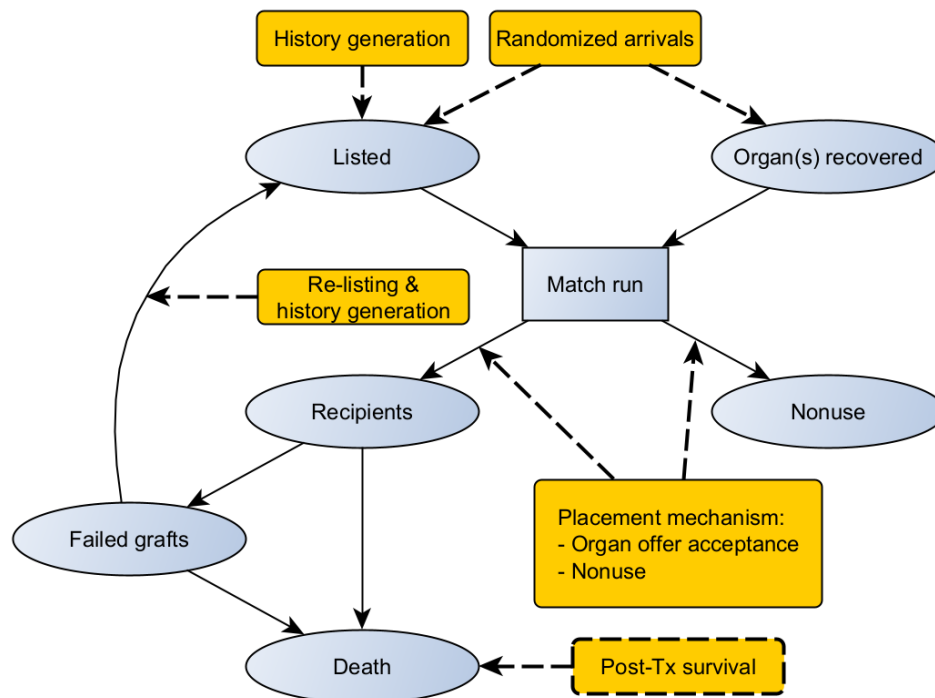 History generation
Randomized arrivals
Listed
Organ(s) recovered
Re-listing &
history generation
Match run
Recipients
Nonuse
Placement mechanism:
- Organ offer acceptance
- Nonuse
Failed grafts
Death
Post-Tx survival